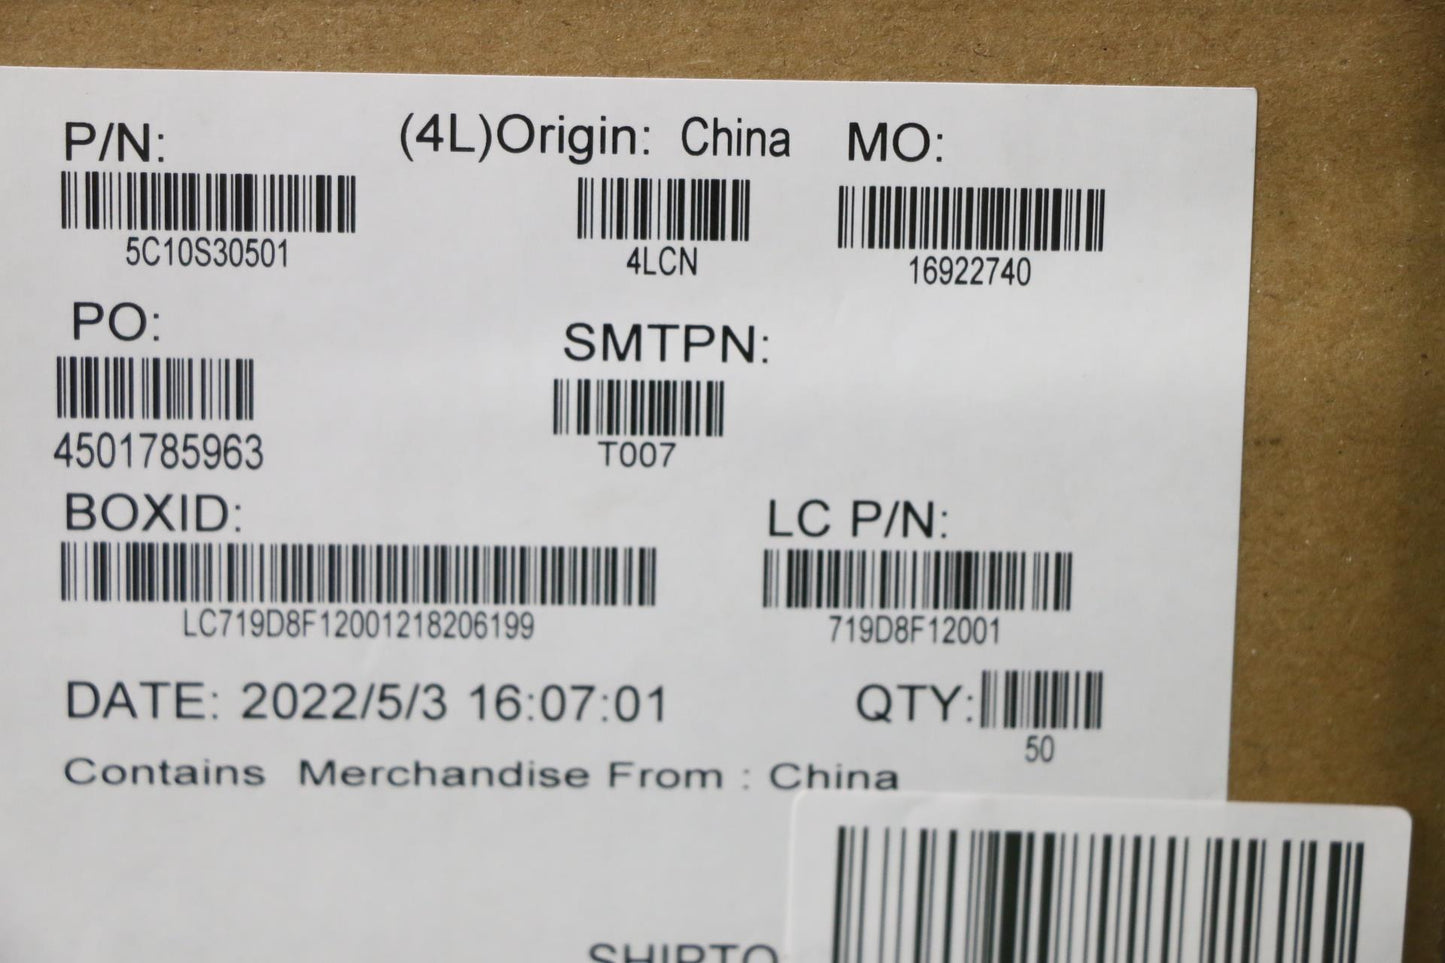 P/N: (4L)Origin: China MO:
5C10S30501 4LCN 16922740
PO: SMTPN:
4501785963 T007
BOXID: LC P/N:
LC719D8F12001218206199 719D8F12001
DATE: 2022/5/3 16:07:01 QTY:
50
Contains Merchandise From : China
SHIPTO